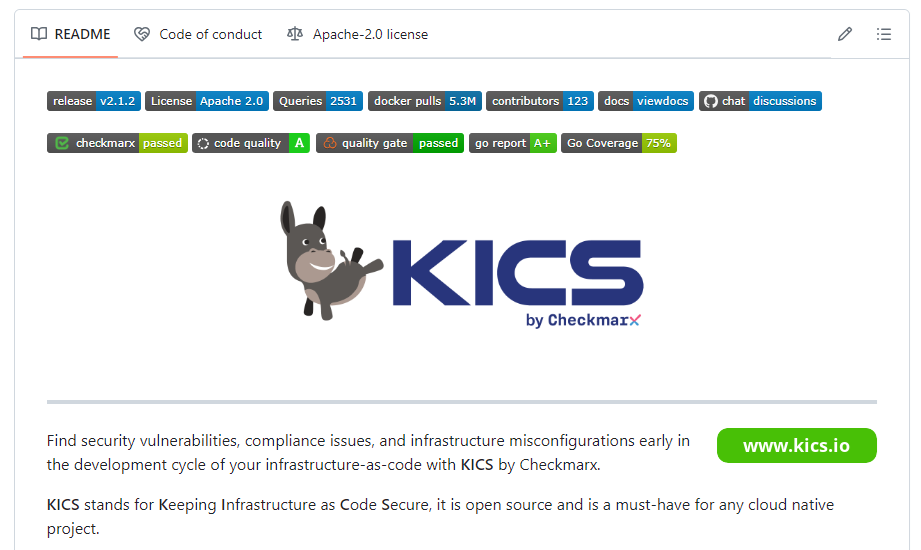 README Code of conduct Apache-2.0 license
release v2.1.2 License Apache 2.0 Queries 2531 docker pulls 5.3M contributors 123 docs viewdocs chat discussions
checkmarx passed code quality A quality gate passed go report A+ Go Coverage 75%
KICS
by Checkmarx
Find security vulnerabilities, compliance issues, and infrastructure misconfigurations early in
www.kics.io
the development cycle of your infrastructure-as-code with KICS by Checkmarx.
KICS stands for Keeping Infrastructure as Code Secure, it is open source and is a must-have for any cloud native
project.